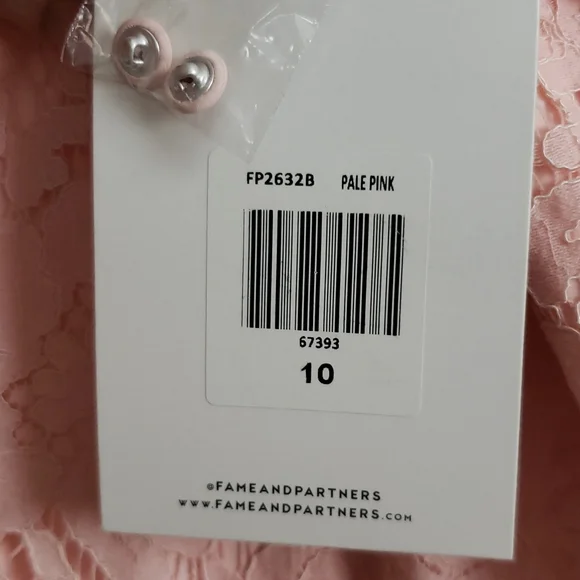 FP2632B PALE PINK
67393
10
@FAMEANDPARTNERS
WWW.FAMEANDPARTNERS.COM